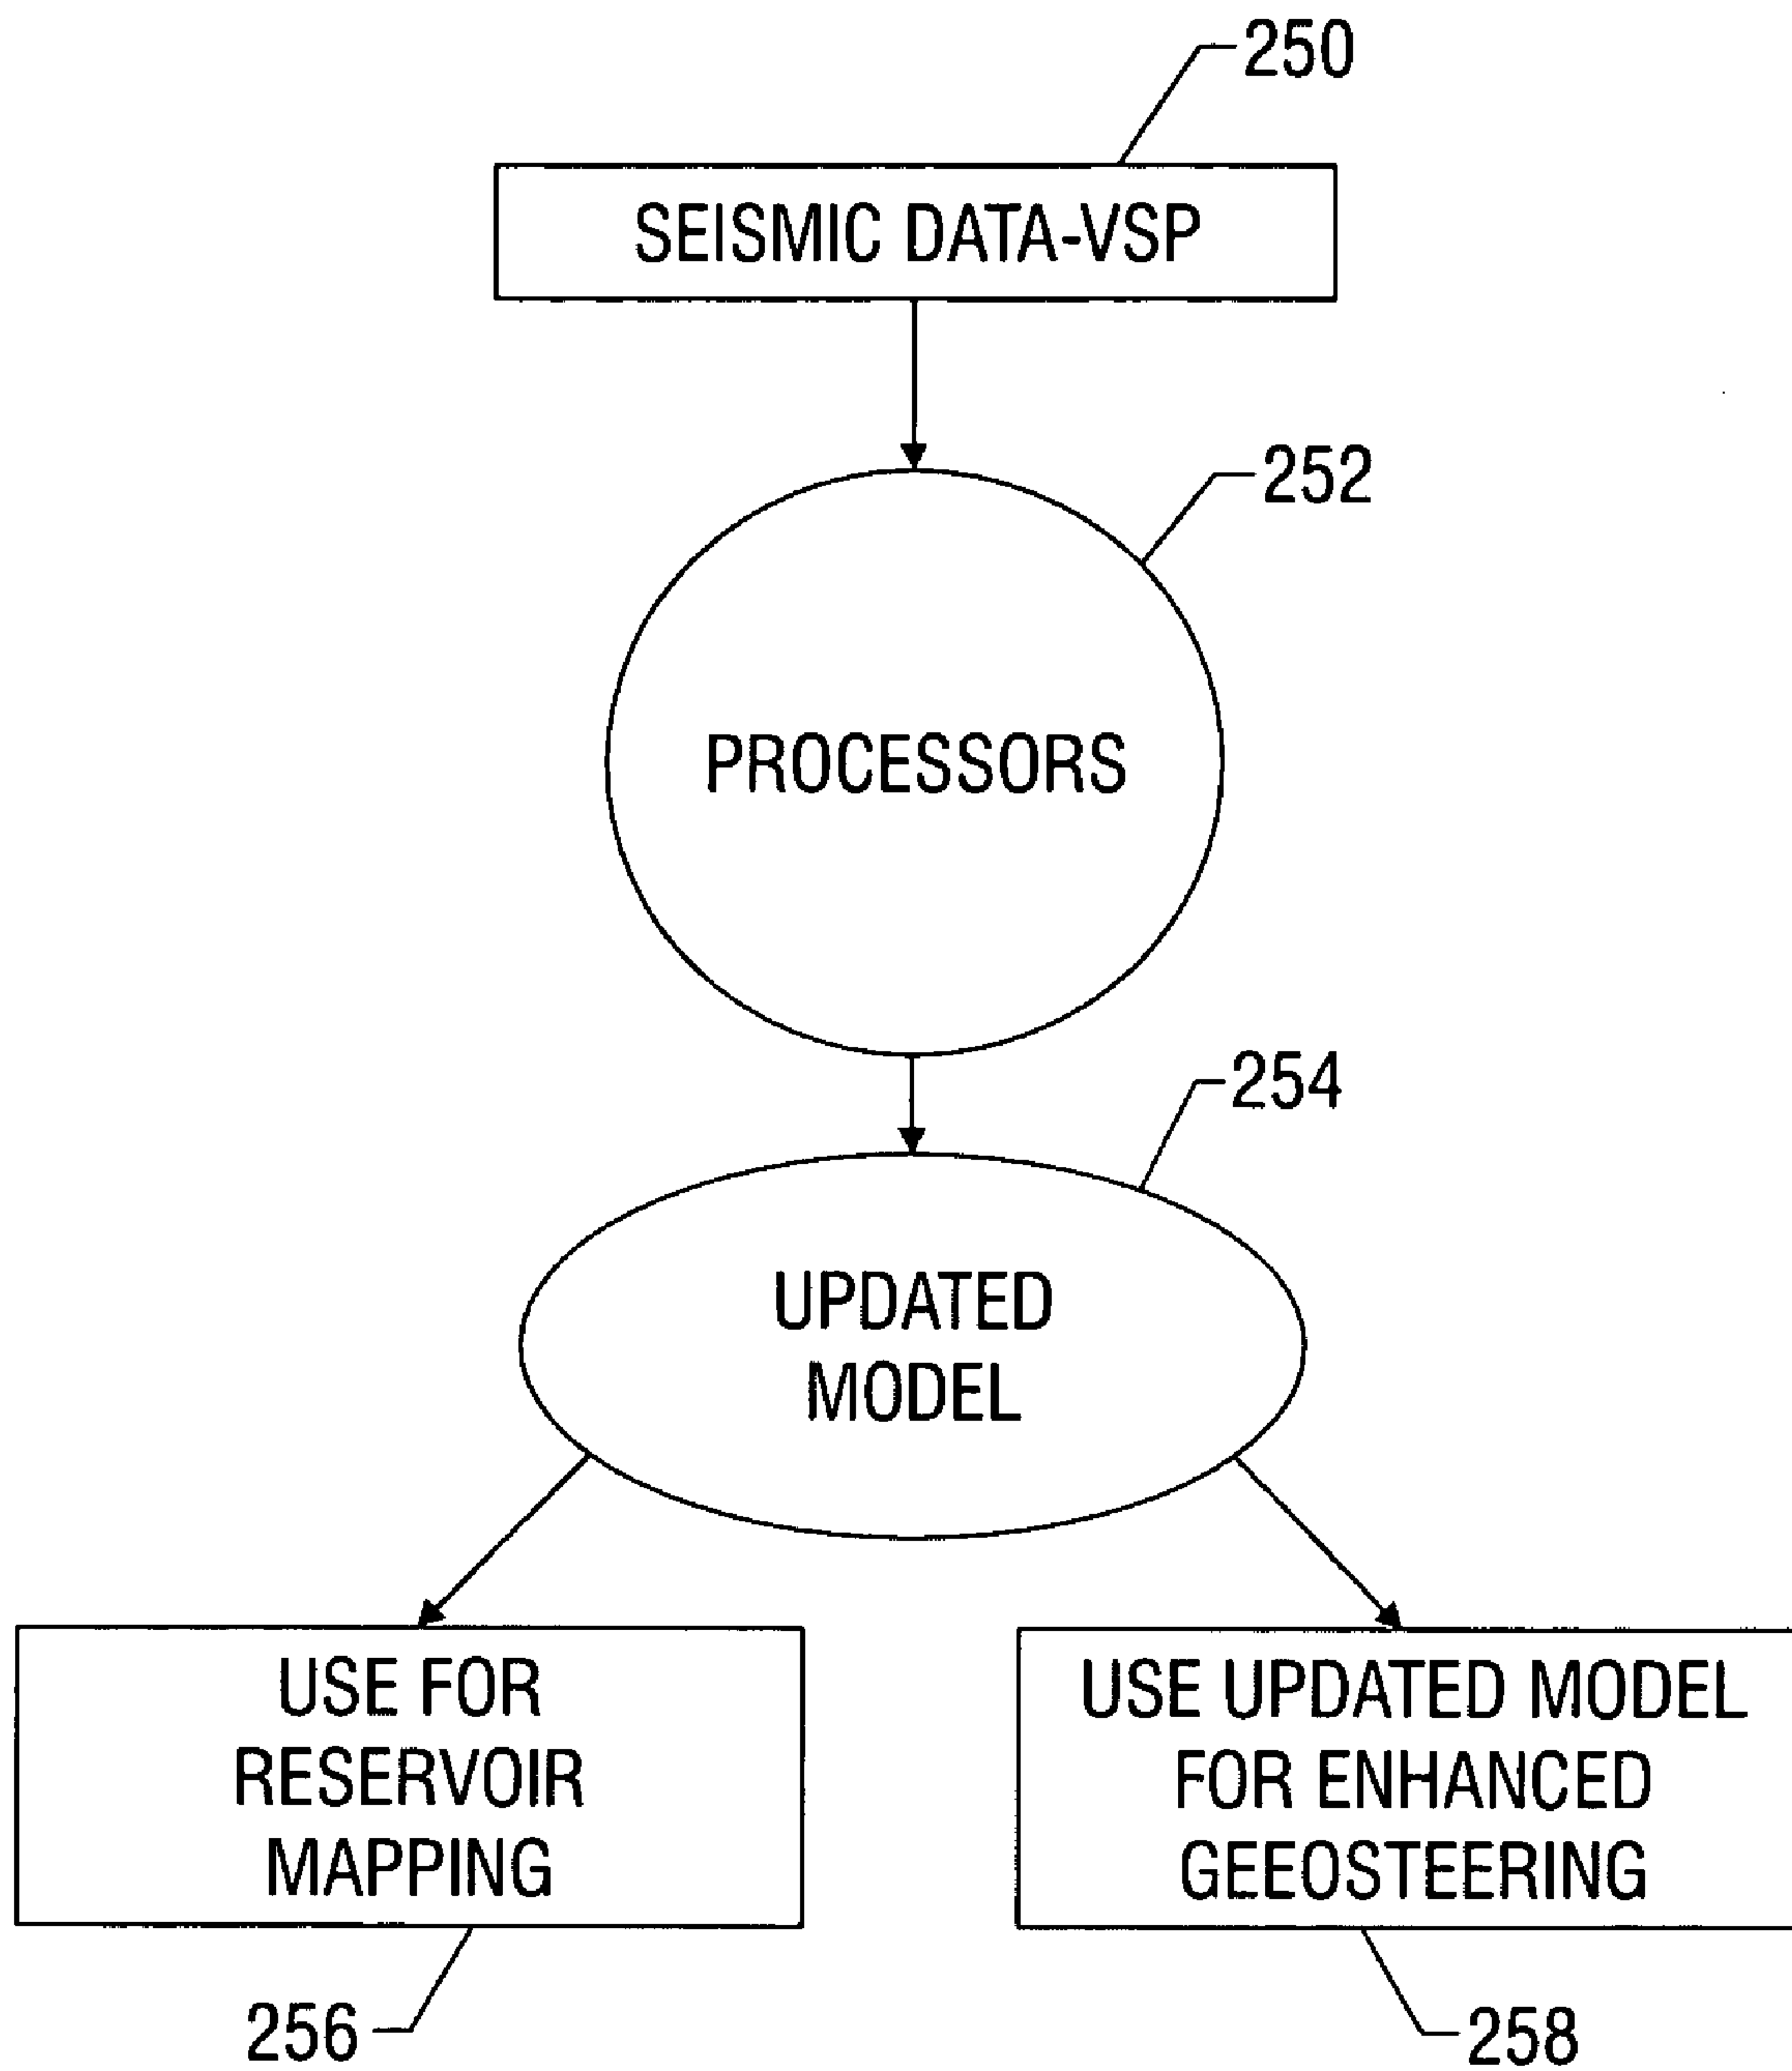 250
SEISMIC DATA-VSP
252
PROCESSORS
254
UPDATED
MODEL
USE FOR
RESERVOIR
MAPPING
USE UPDATED MODEL
FOR ENHANCED
GEEOSTEERING
256
258